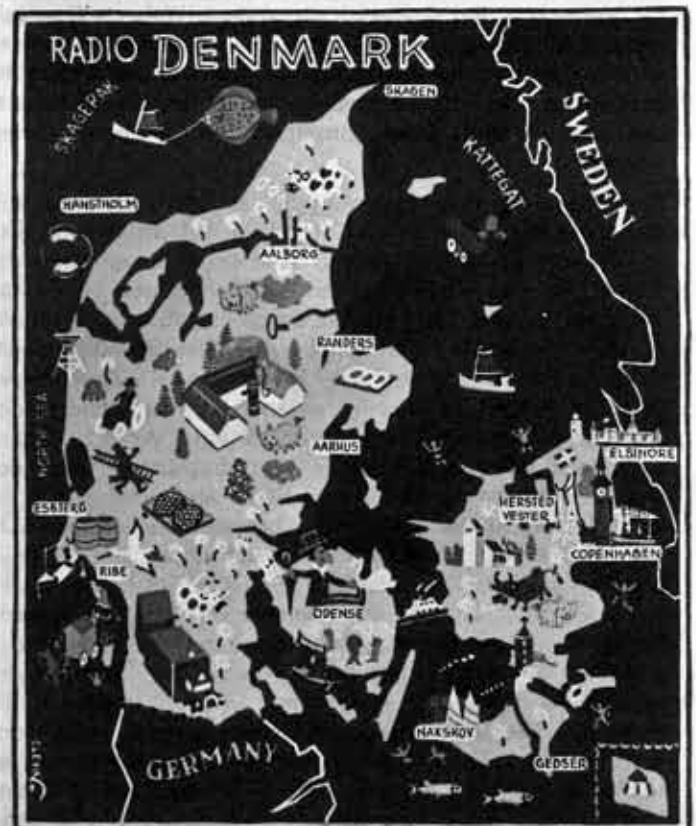 RADIO DENMARK
SKAGERAK
SKAGEN
SWEDEN
KATTEGAT
HANSTHOLM
AALBORG
RANDERS
NORTH SEA
AARHUS
ELSINORE
HERSTED
VESTER
ESBJERG
COPENHAGEN
RIBE
ODENSE
NAKSKOV
GERMANY
GEDSER